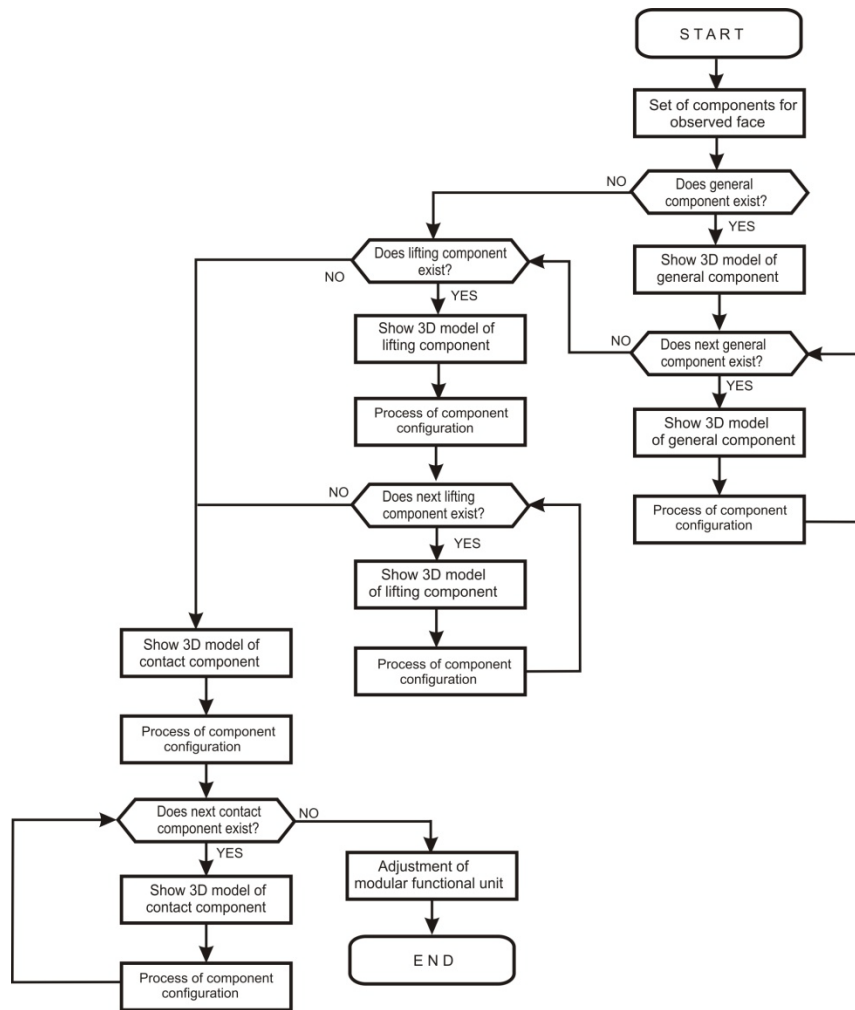 S T A R T
Set of components for
observed face
NO
Does general
component exist?
YES
Show 3D model of
general component
NO
Does next general
component exist?
YES
Show 3D model
of general component
Process of component
configuration
Does lifting component
exist?
NO
YES
Show 3D model of
lifting component
Process of component
configuration
NO
Does next lifting
component exist?
YES
Show 3D model
of lifting component
Process of component
configuration
Show 3D model of
contact component
Process of component
configuration
Does next contact
component exist?
NO
YES
Show 3D model of
contact component
Process of component
configuration
Adjustment of
modular functional unit
E N D